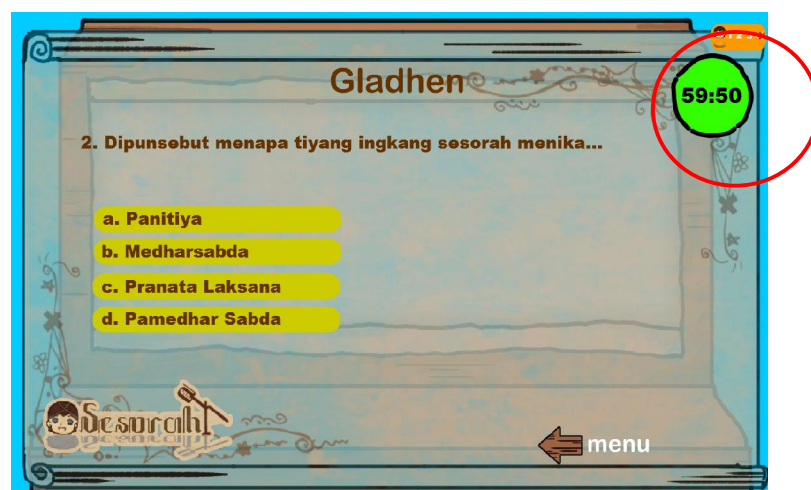 Gladhen
59:50
2. Dipunsebut menapa tiyang ingkang sesorah menika...
a. Panitiya
b. Medharsabda
c. Pranata Laksana
d. Pamedhar Sabda
Sesorah
menu